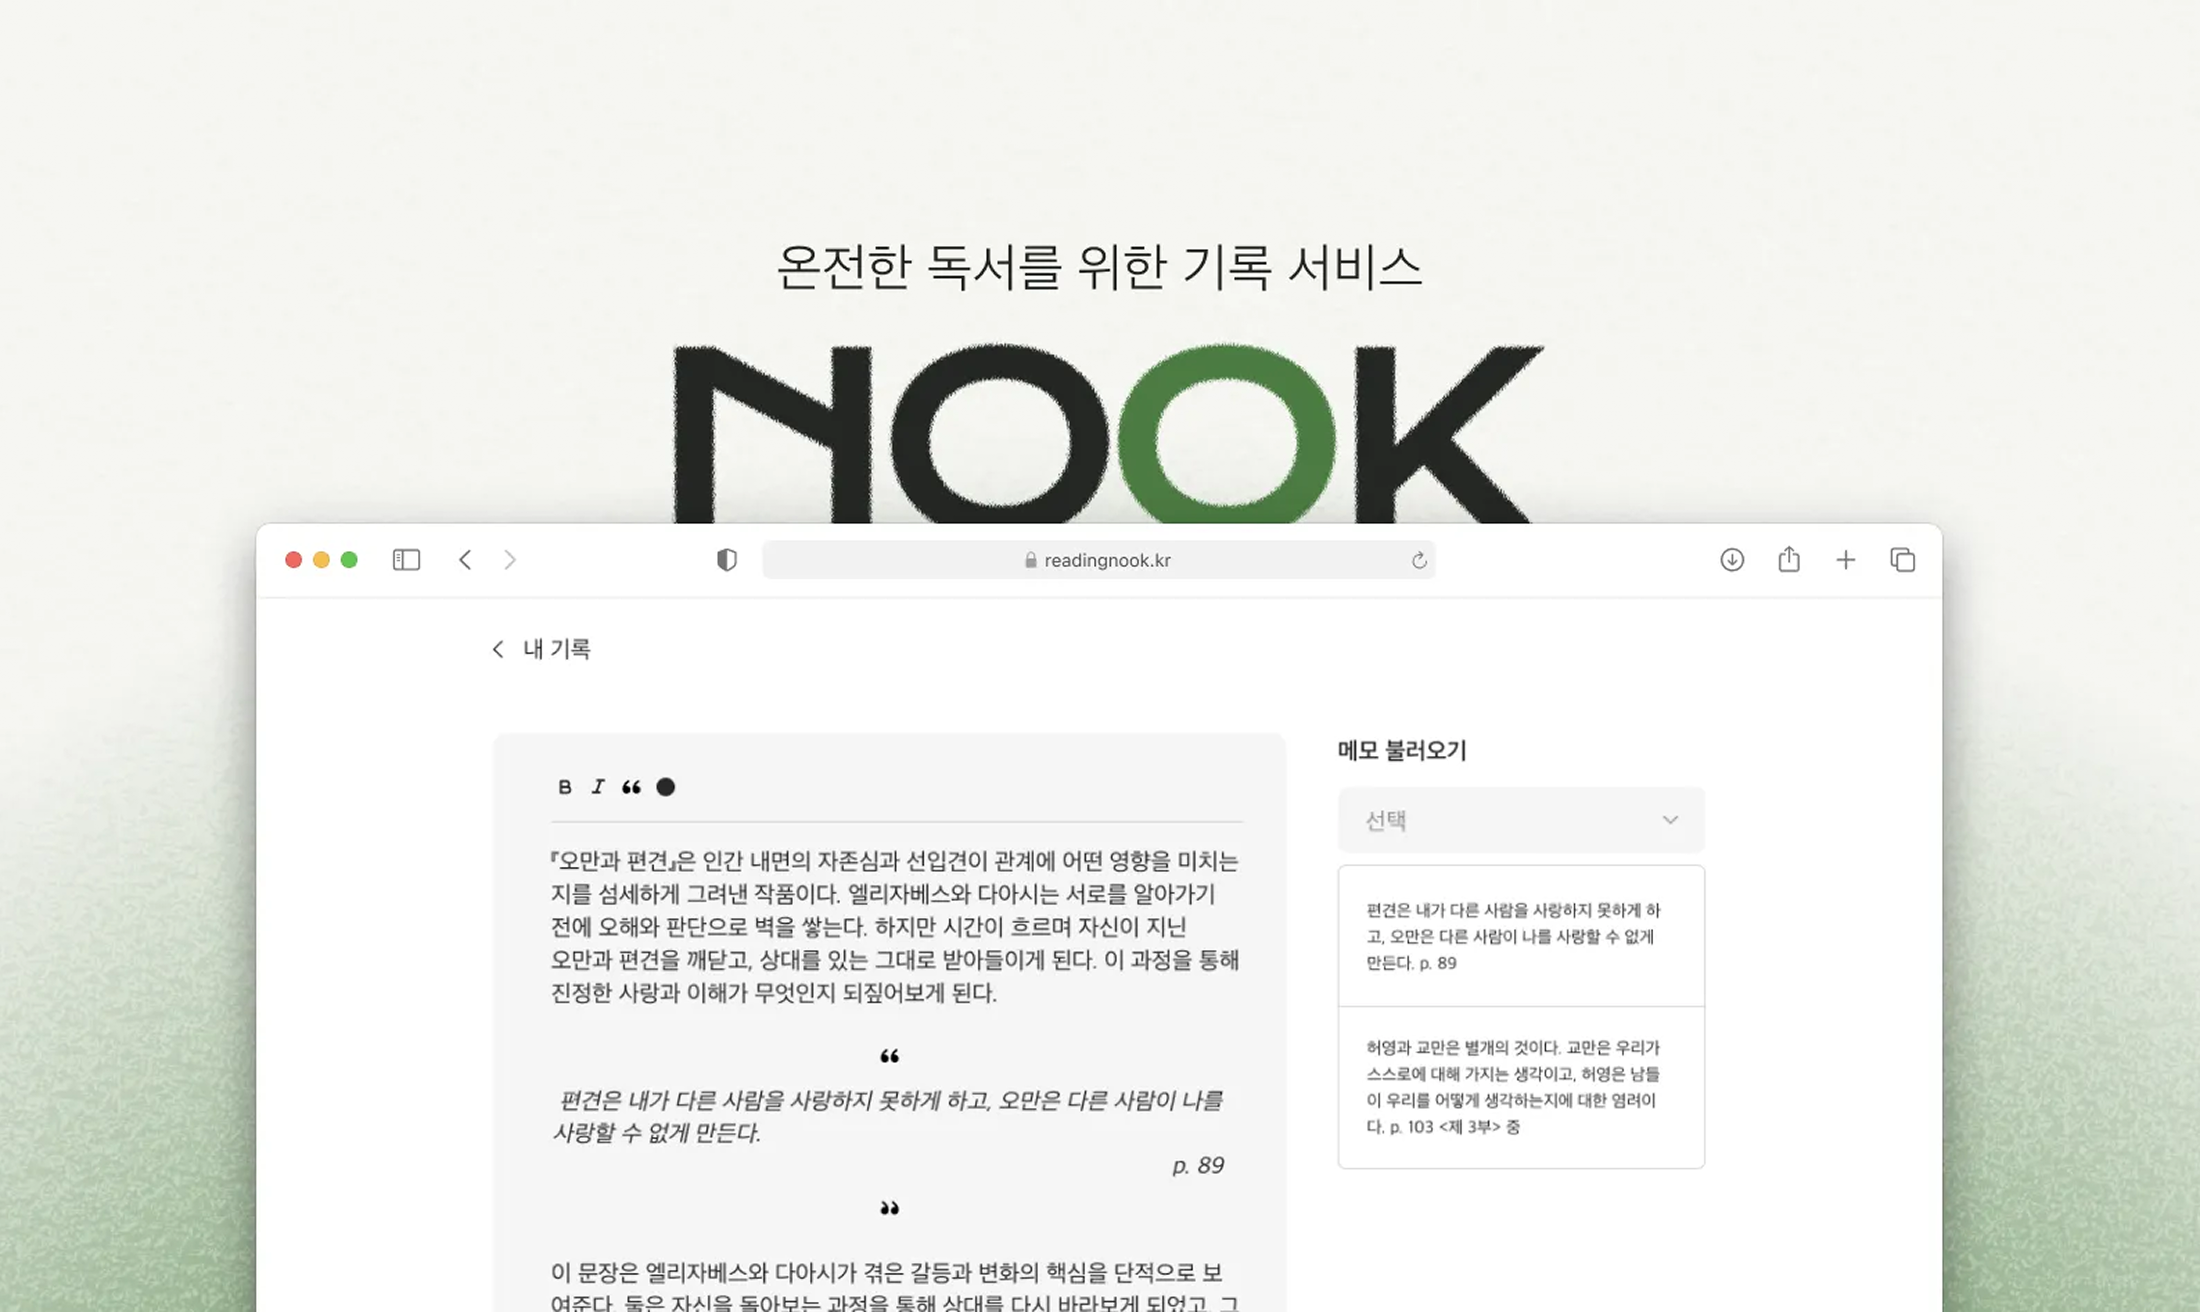 온전한 독서를 위한 기록 서비스
NOOK
readingnook.kr
내 기록
B I “
『오만과 편견』은 인간 내면의 자존심과 선입견이 관계에 어떤 영향을 미치는
지를 섬세하게 그려낸 작품이다. 엘리자베스와 다아시는 서로를 알아가기
전에 오해와 판단으로 벽을 쌓는다. 하지만 시간이 흐르며 자신이 지닌
오만과 편견을 깨닫고, 상대를 있는 그대로 받아들이게 된다. 이 과정을 통해
진정한 사랑과 이해가 무엇인지 되짚어보게 된다.
“
편견은 내가 다른 사람을 사랑하지 못하게 하고, 오만은 다른 사람이 나를
사랑할 수 없게 만든다.
p. 89
”
이 문장은 엘리자베스와 다아시가 겪은 갈등과 변화의 핵심을 단적으로 보
여준다. 둘은 자신을 돌아보는 과정을 통해 상대를 다시 바라보게 되었고, 그
메모 불러오기
선택
편견은 내가 다른 사람을 사랑하지 못하게 하
고, 오만은 다른 사람이 나를 사랑할 수 없게
만든다. p. 89
허영과 교만은 별개의 것이다. 교만은 우리가
스스로에 대해 가지는 생각이고, 허영은 남들
이 우리를 어떻게 생각하는지에 대한 염려이
다. p. 103 <제 3부> 중